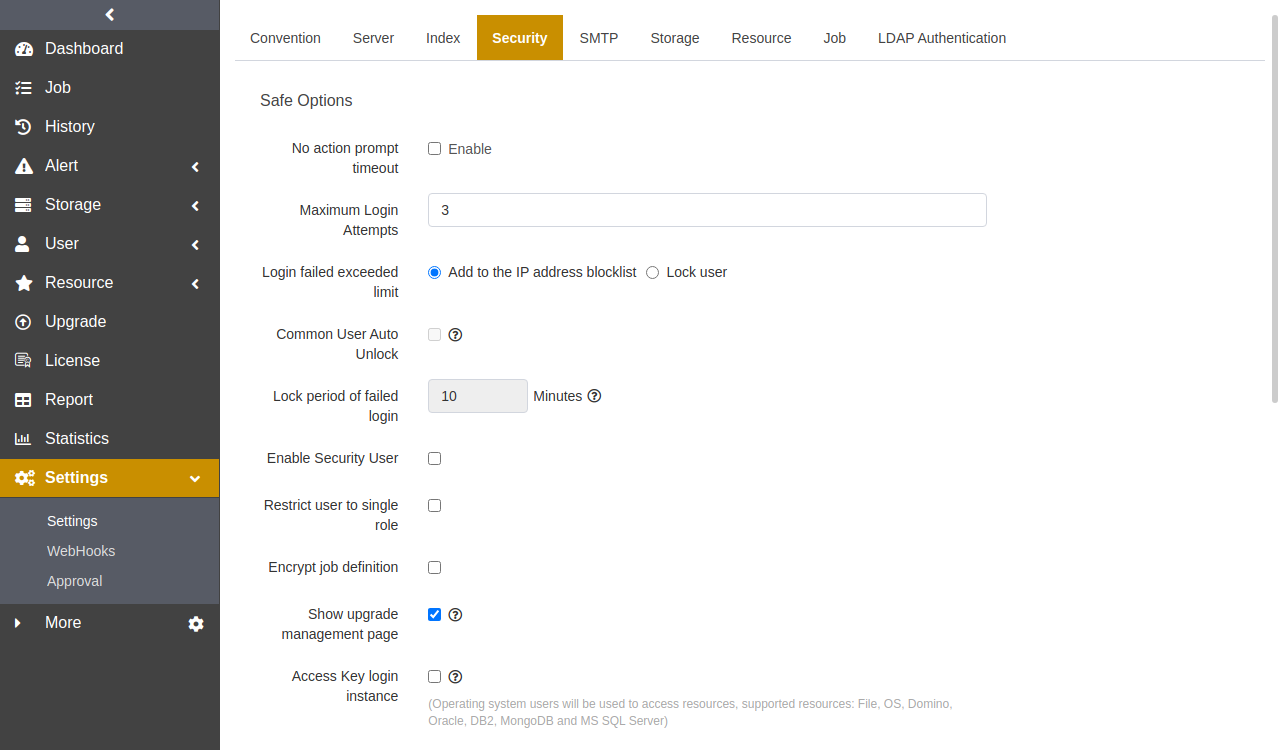 Dashboard
Job
History
Alert
Storage
User
Resource
Upgrade
License
Report
Statistics
Settings
Settings
WebHooks
Approval
More
Convention
Server
Index
Security
SMTP
Storage
Resource
Job
LDAP Authentication
Safe Options
No action prompt
timeout
Enable
Maximum Login
Attempts
3
Login failed exceeded
limit
Add to the IP address blocklist
Lock user
Common User Auto
Unlock
Lock period of failed
login
10
Minutes
Enable Security User
Restrict user to single
role
Encrypt job definition
Show upgrade
management page
Access Key login
instance
(Operating system users will be used to access resources, supported resources: File, OS, Domino,
Oracle, DB2, MongoDB and MS SQL Server)